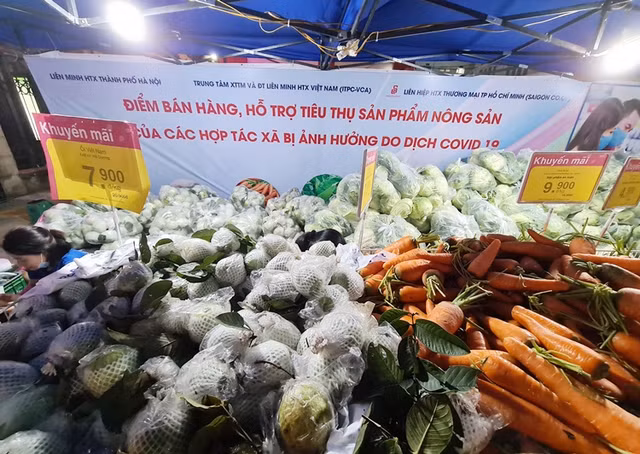 LIÊN MINH HTX THÀNH PHỐ HÀ NỘI
TRUNG TÂM XTTM VÀ ĐT LIÊN MINH HTX VIỆT NAM (ITPC-VCA)
LIÊN HIỆP HTX THƯƠNG MẠI TP HỒ CHÍ MINH (SAIGON CO
ĐIỂM BÁN HÀNG, HỖ TRỢ TIÊU THỤ SẢN PHẨM NÔNG SẢN
CỦA CÁC HỢP TÁC XÃ BỊ ẢNH HƯỞNG DO DỊCH COVID 19
Khuyến mãi
7,900
Khuyến mãi
9,900